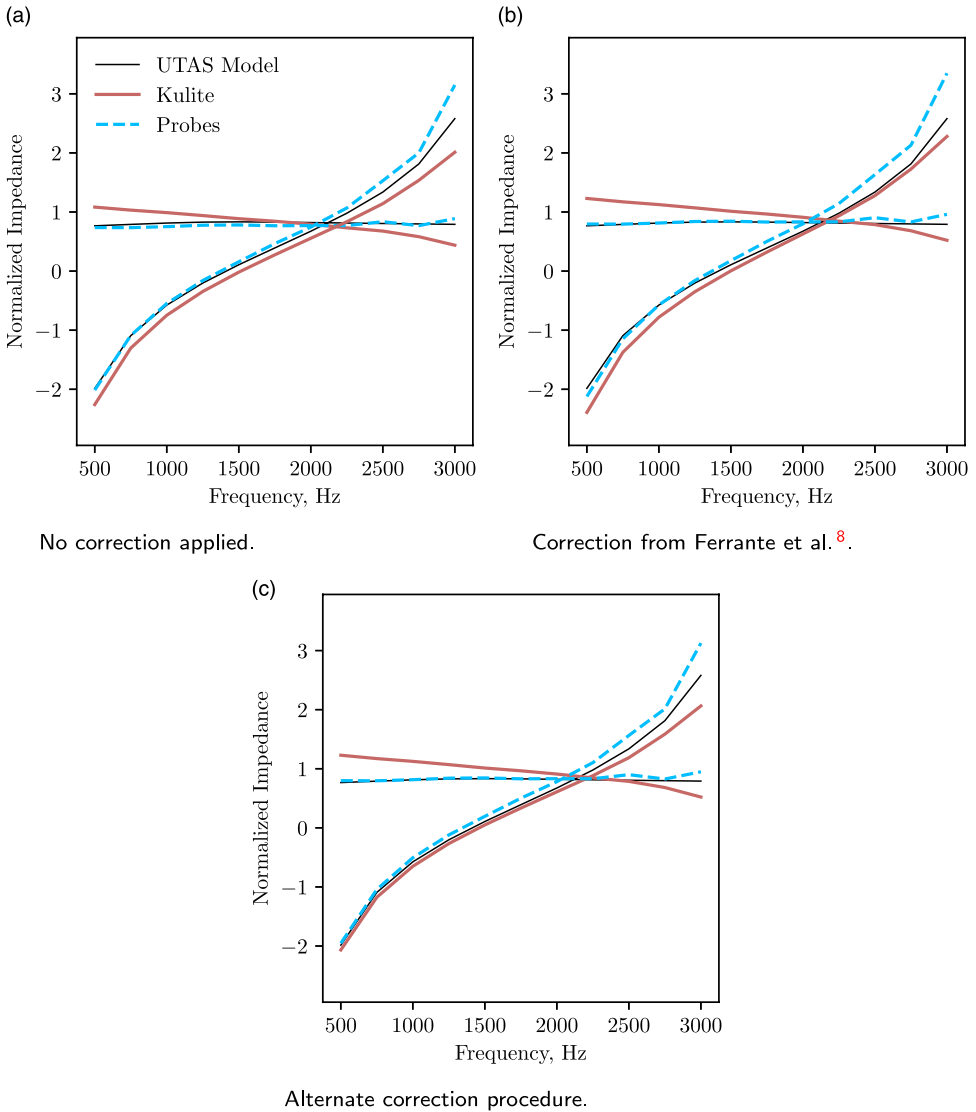 (a)
Normalized Impedance
3
2
1
0
−1
−2
UTAS Model
Kulite
Probes
500 1000 1500 2000 2500 3000
Frequency, Hz
No correction applied.
(b)
Normalized Impedance
3
2
1
0
−1
−2
500 1000 1500 2000 2500 3000
Frequency, Hz
Correction from Ferrante et al. 8.
(c)
Normalized Impedance
3
2
1
0
−1
−2
500 1000 1500 2000 2500 3000
Frequency, Hz
Alternate correction procedure.